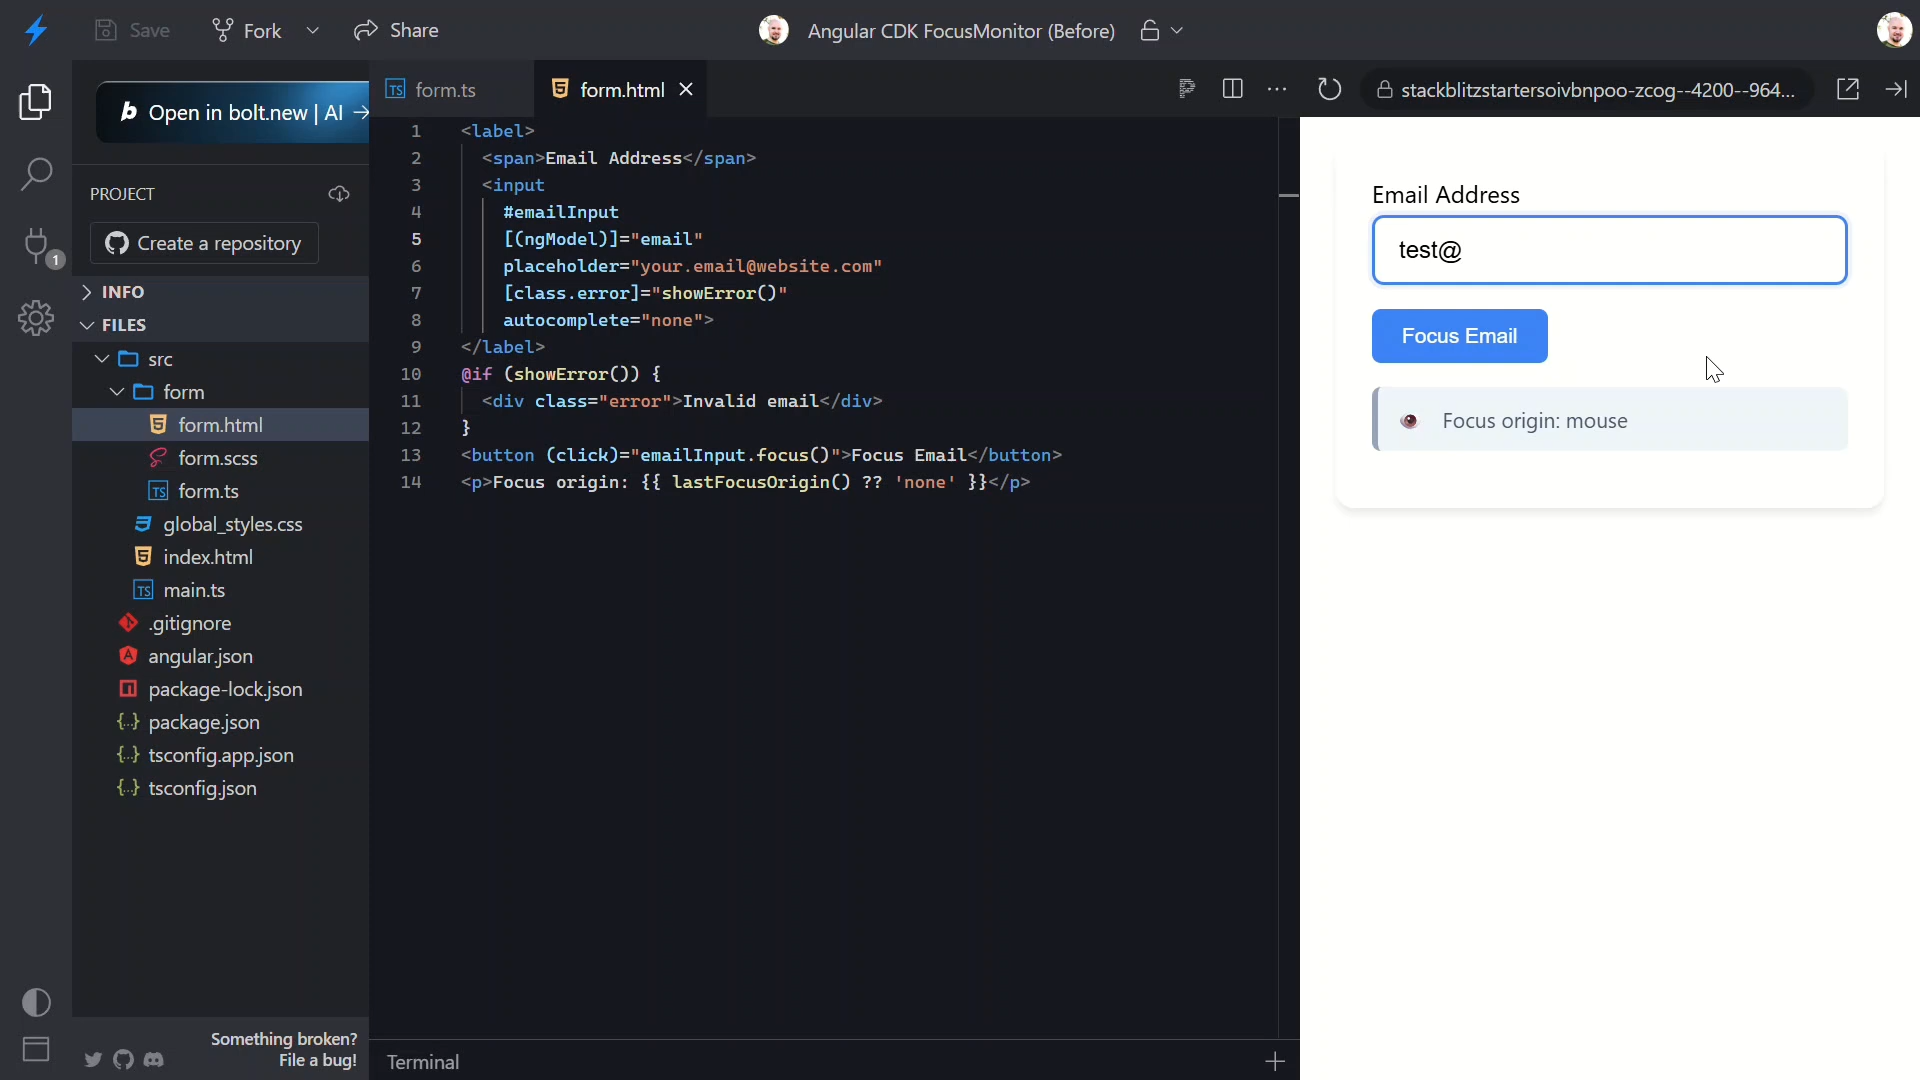 Save
Fork
Share
Angular CDK FocusMonitor (Before)
Open in bolt.new | AI
form.ts
form.html
stackblitzstartersoivbnpoo-zcog--4200--964...
PROJECT
Create a repository
1
INFO
FILES
src
form
form.html
form.scss
form.ts
global_styles.css
index.html
main.ts
.gitignore
angular.json
package-lock.json
package.json
tsconfig.app.json
tsconfig.json
Something broken?
File a bug!
1 <label>
2 <span>Email Address</span>
3 <input
4 #emailInput
5 [(ngModel)]="email"
6 placeholder="your.email@website.com"
7 [class.error]="showError()"
8 autocomplete="none">
9 </label>
10 @if (showError()) {
11 <div class="error">Invalid email</div>
12 }
13 <button (click)="emailInput.focus()">Focus Email</button>
14 <p>Focus origin: {{ lastFocusOrigin() ?? 'none' }}</p>
Terminal
Email Address
test@
Focus Email
Focus origin: mouse